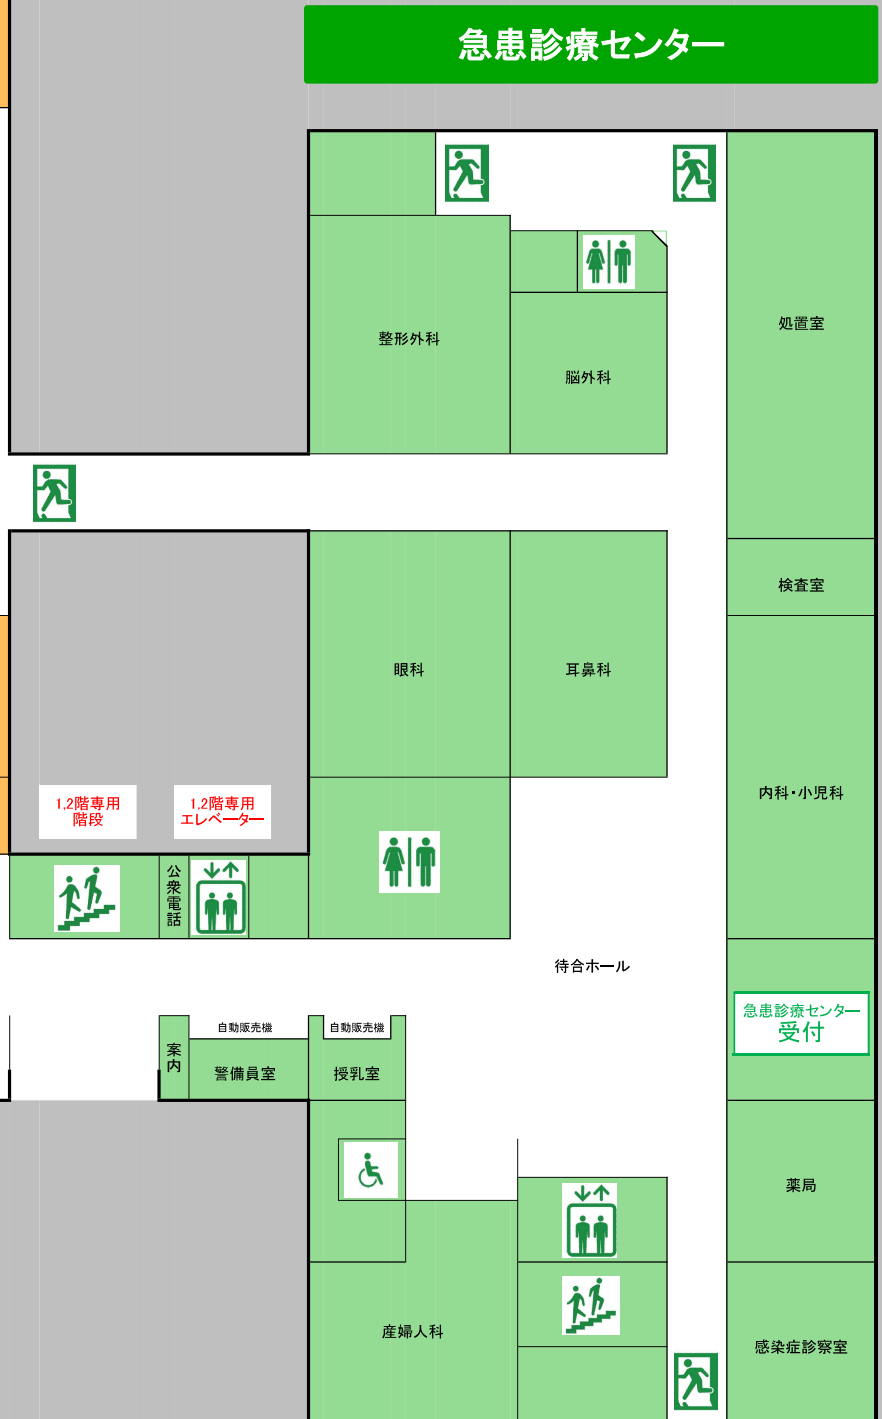 急患診療センター
処置室
整形外科
脳外科
検査室
眼科
耳鼻科
内科・小児科
1,2階専用
階段
1,2階専用
エレベーター
公衆電話
待合ホール
急患診療センター
受付
自動販売機
自動販売機
案内
警備員室
授乳室
薬局
産婦人科
感染症診察室